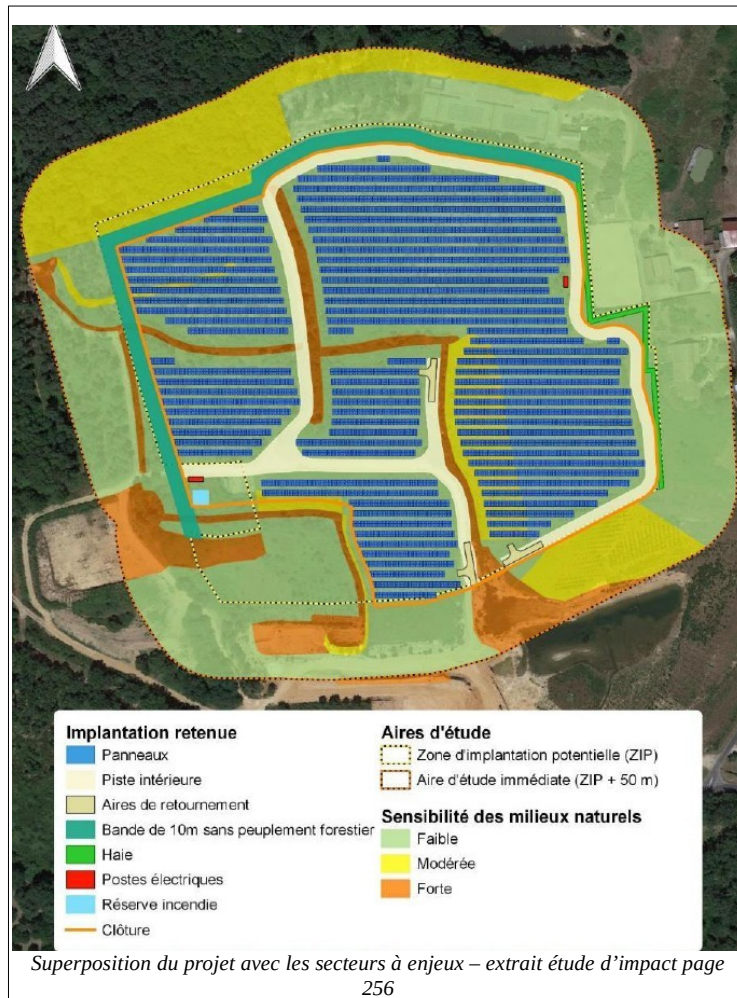 Implantation retenue
Panneaux
Piste intérieure
Aires de retournement
Bande de 10m sans peuplement forestier
Haie
Postes électriques
Réserve incendie
Clôture
Aires d'étude
Zone d'implantation potentielle (ZIP)
Aire d'étude immédiate (ZIP + 50 m)
Sensibilité des milieux naturels
Faible
Modérée
Forte
Superposition du projet avec les secteurs à enjeux – extrait étude d'impact page
256